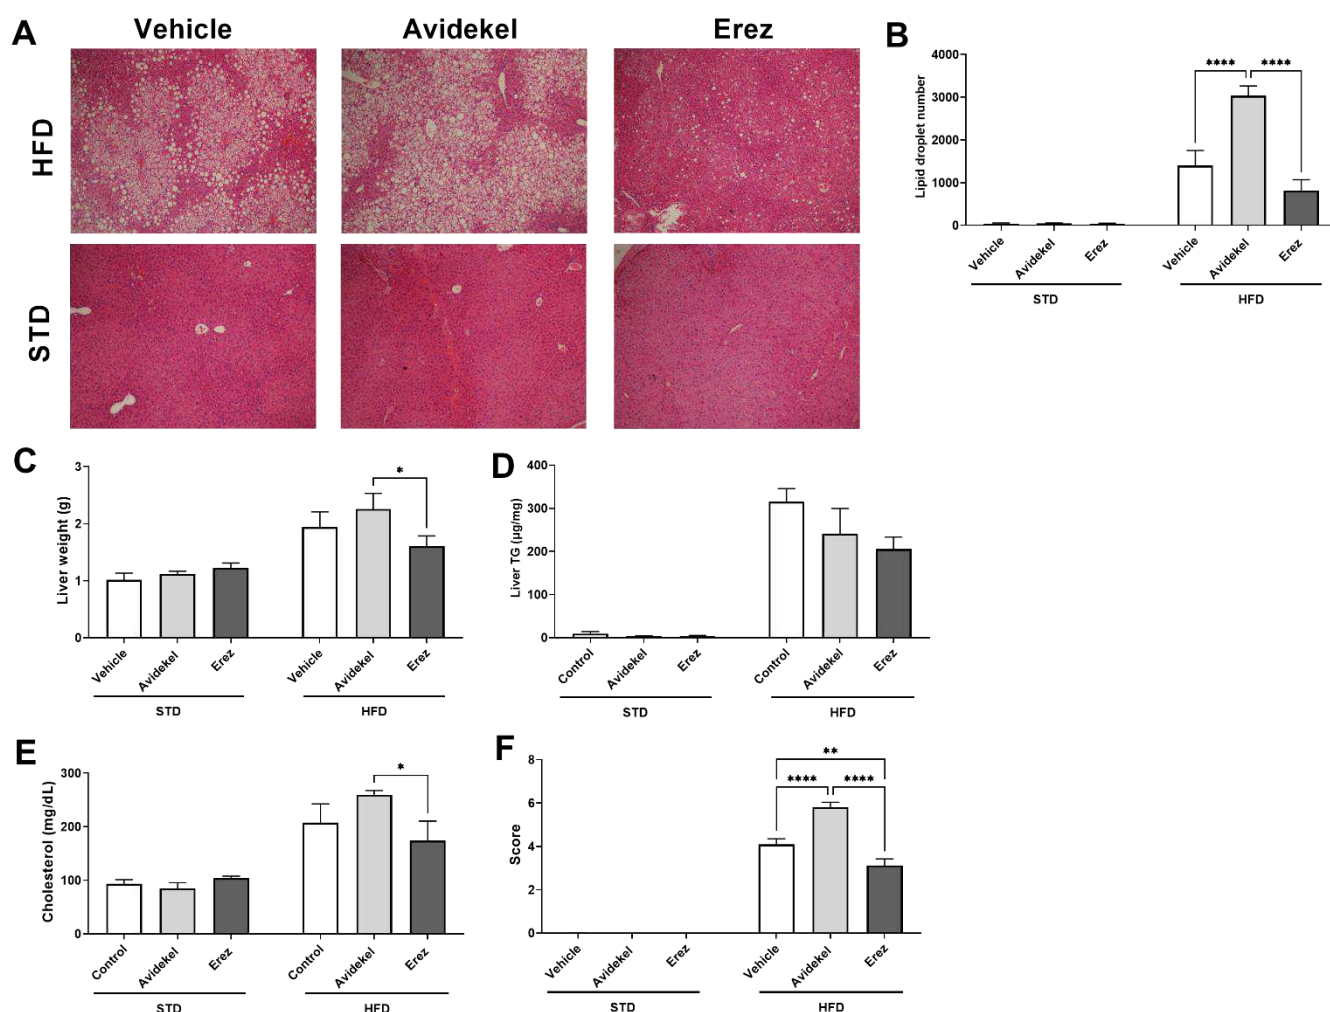 A
Vehicle
Avidekel
Erez
HFD
STD
B
Lipid droplet number
4000
3000
2000
1000
0
**** ****
Vehicle Avidekel Erez Vehicle Avidekel Erez
STD HFD
C
Liver weight (g)
3
2
1
0
*
Vehicle Avidekel Erez Vehicle Avidekel Erez
STD HFD
D
Liver TG (µg/mg)
400
300
200
100
0
Control Avidekel Erez Control Avidekel Erez
STD HFD
E
Cholesterol (mg/dL)
300
200
100
0
*
Control Avidekel Erez Control Avidekel Erez
STD HFD
F
Score
8
6
4
2
0
**
**** ****
Vehicle Avidekel Erez Vehicle Avidekel Erez
STD HFD